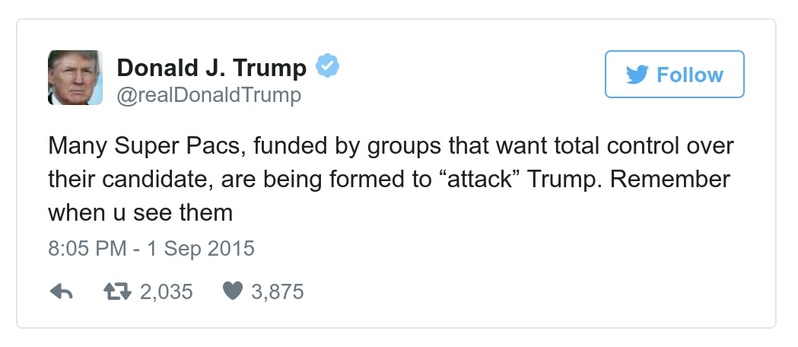 Donald J. Trump
@realDonaldTrump
Follow
Many Super Pacs, funded by groups that want total control over
their candidate, are being formed to “attack” Trump. Remember
when u see them
8:05 PM - 1 Sep 2015
2,035 3,875